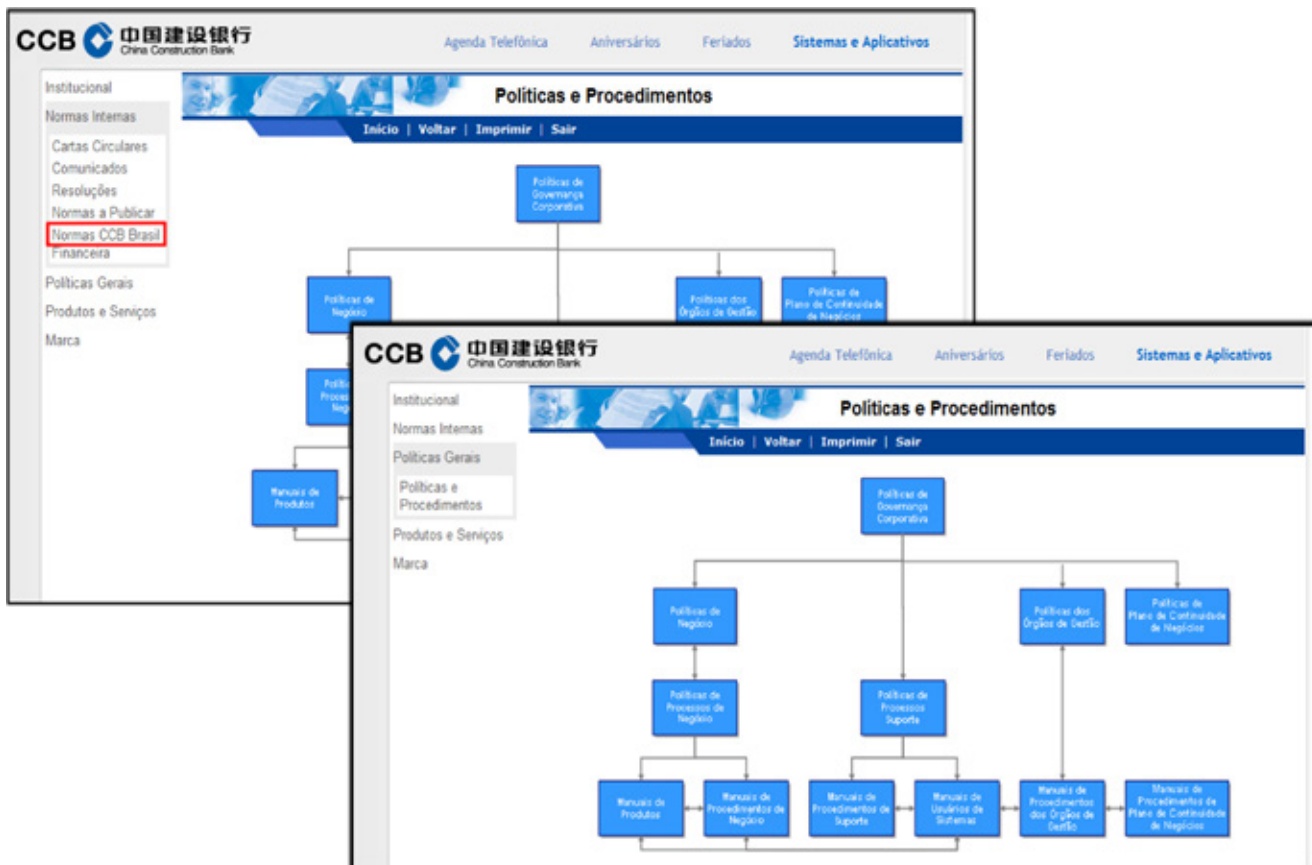 CCB 中国建设银行
China Construction Bank
Agenda Telefônica Aniversários Feriados Sistemas e Aplicativos
Institucional
Normas Internas
Cartas Circulares
Comunicados
Resoluções
Normas a Publicar
Normas CCB Brasil
Financeira
Políticas Gerais
Produtos e Serviços
Marca
Políticas e Procedimentos
Início | Voltar | Imprimir | Sair
Políticas de
Governança
Corporativa
Políticas de
Negócio
Políticas dos
Órgãos de Gestão
Políticas de
Plano de Continuidade
de Negócios
Manuais de
Produtos
CCB 中国建设银行
China Construction Bank
Agenda Telefônica Aniversários Feriados Sistemas e Aplicativos
Institucional
Normas Internas
Políticas Gerais
Políticas e
Procedimentos
Produtos e Serviços
Marca
Políticas e Procedimentos
Início | Voltar | Imprimir | Sair
Políticas de
Governança
Corporativa
Políticas de
Negócio
Políticas dos
Órgãos de Gestão
Políticas de
Plano de Continuidade
de Negócios
Políticas de
Processos de
Negócio
Políticas de
Processos
Suporte
Manuais de
Produtos
Manuais de
Procedimentos de
Negócio
Manuais de
Procedimentos de
Suporte
Manuais de
Usuários de
Sistemas
Manuais de
Procedimentos
dos Órgãos de
Gestão
Manuais de
Procedimentos de
Plano de Continuidade
de Negócios